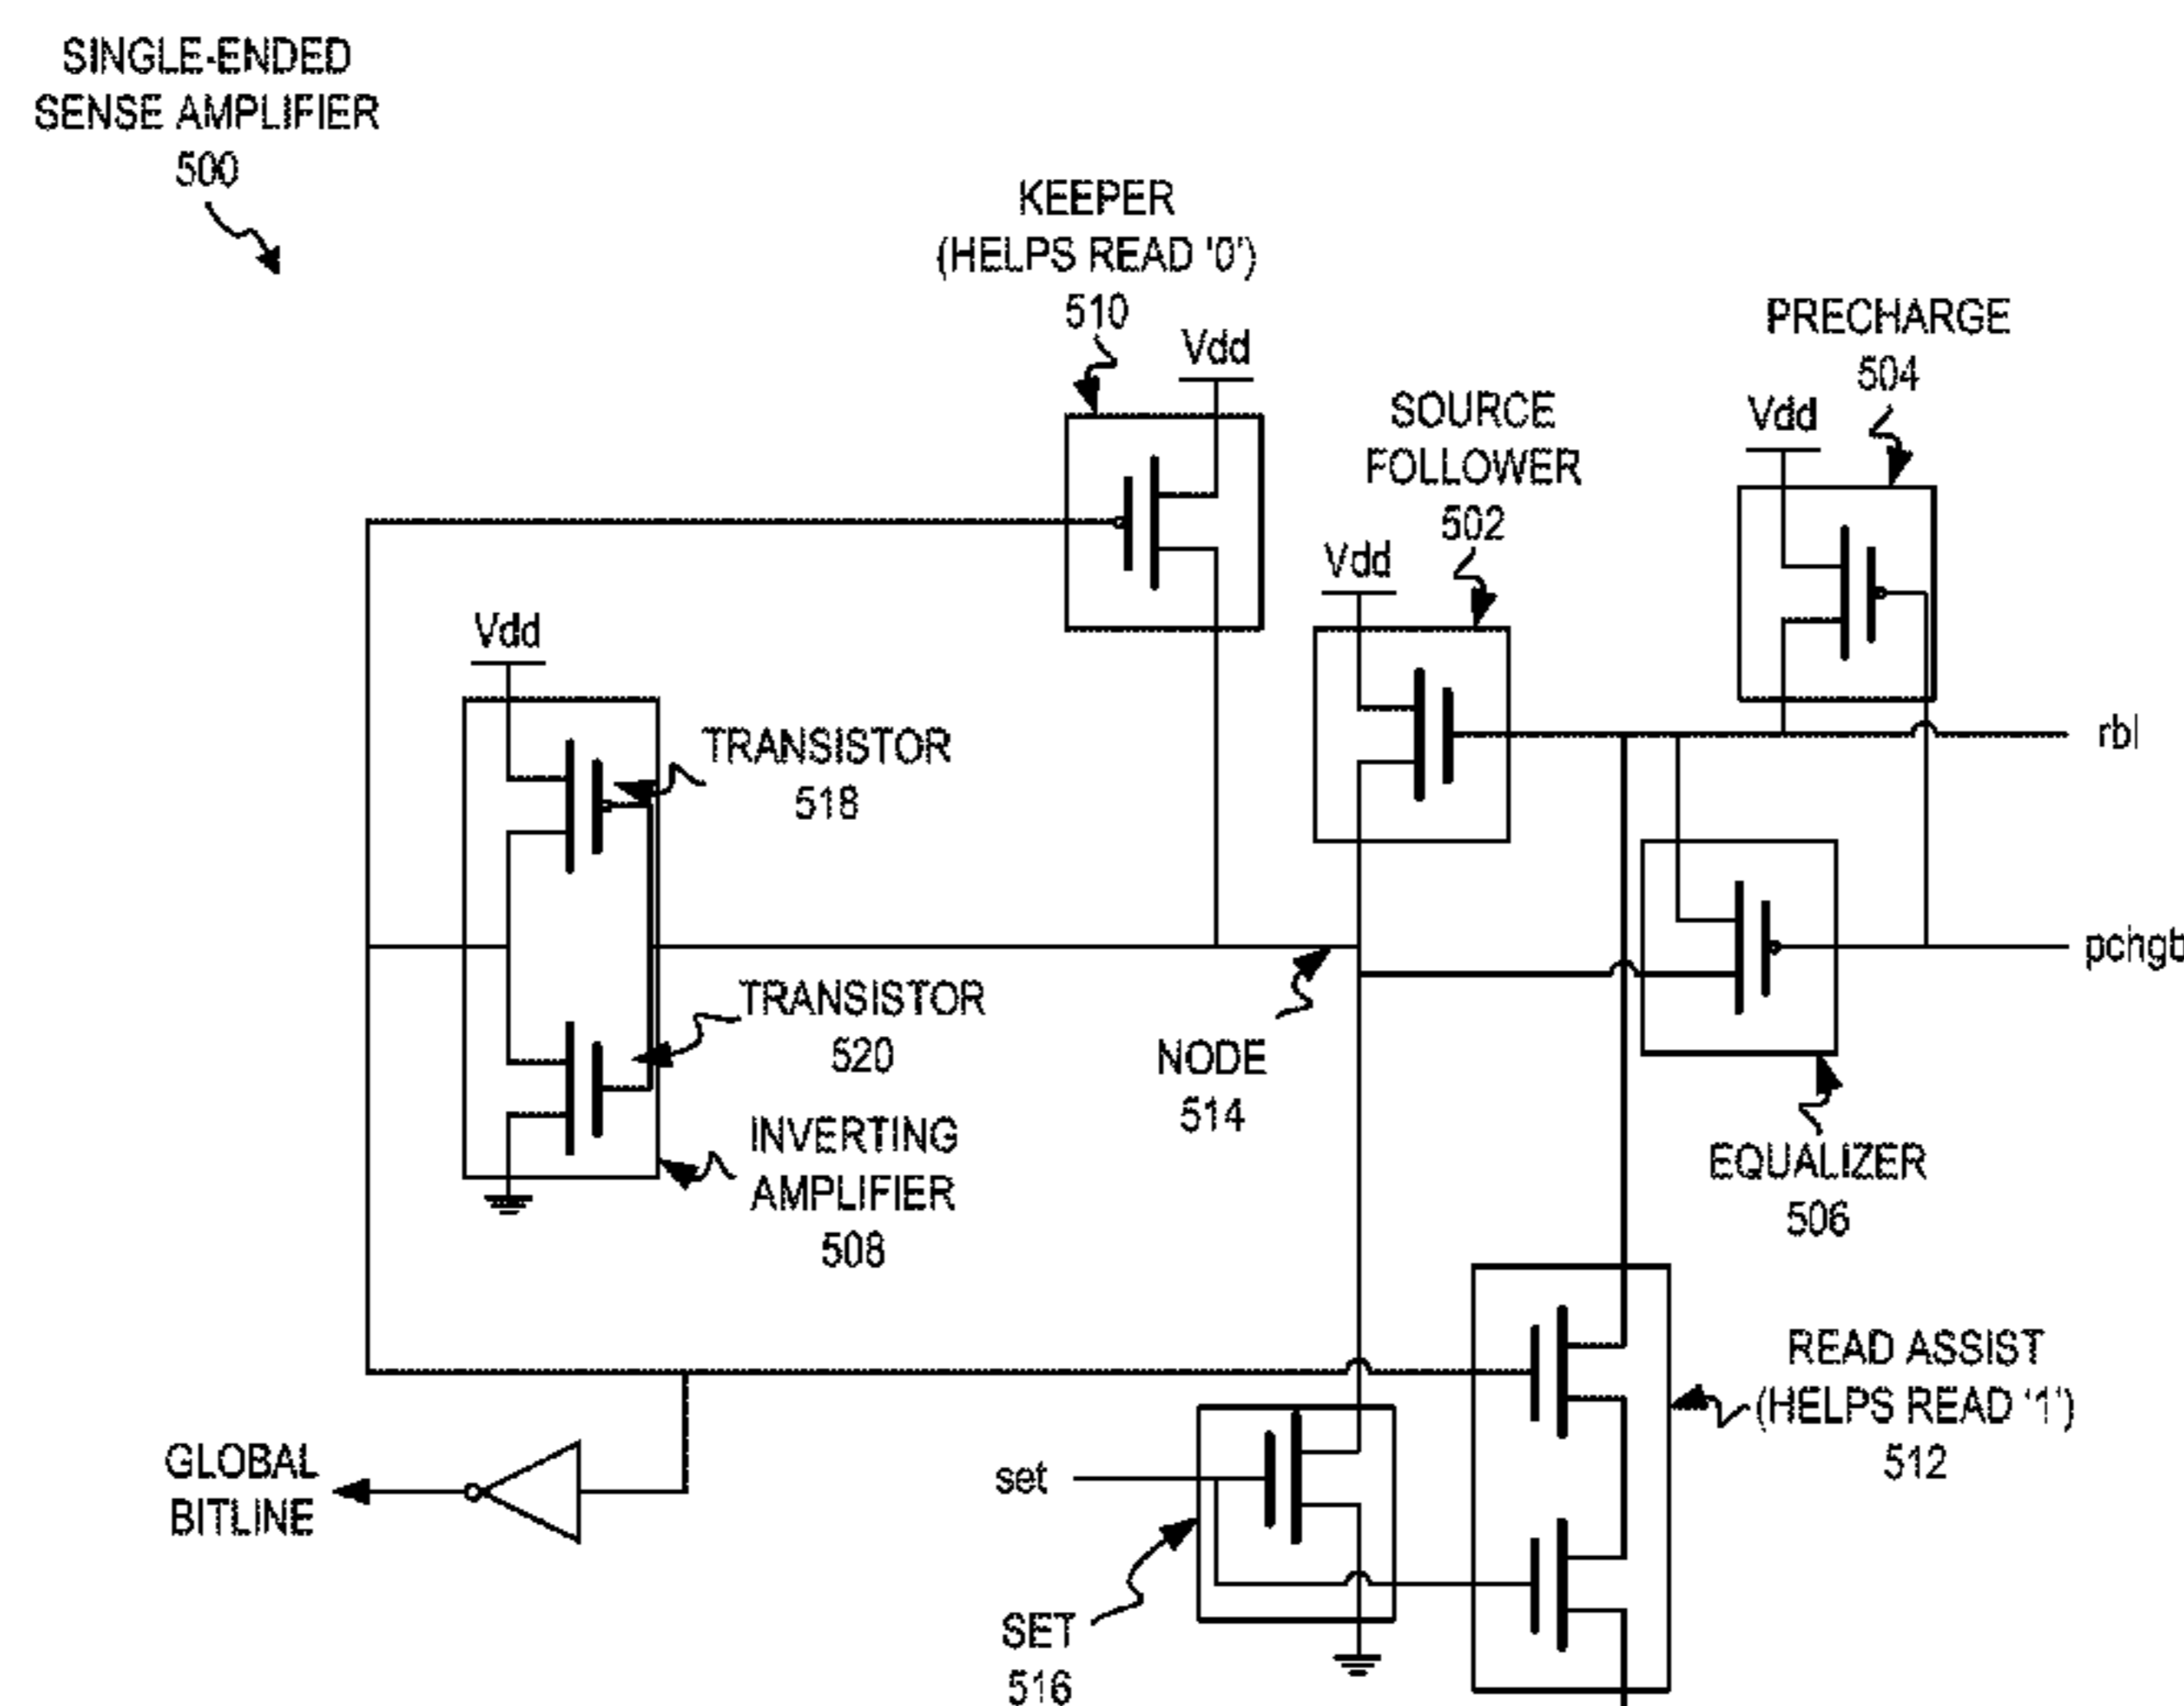 SINGLE-ENDED
SENSE AMPLIFIER
500
KEEPER
(HELPS READ '0')
510
Vdd
PRECHARGE
504
Vdd
SOURCE
FOLLOWER
502
Vdd
Vdd
TRANSISTOR
518
rbl
pchgb
TRANSISTOR
520
NODE
514
INVERTING
AMPLIFIER
508
EQUALIZER
506
READ ASSIST
(HELPS READ '1')
512
GLOBAL
BITLINE
set
SET
516